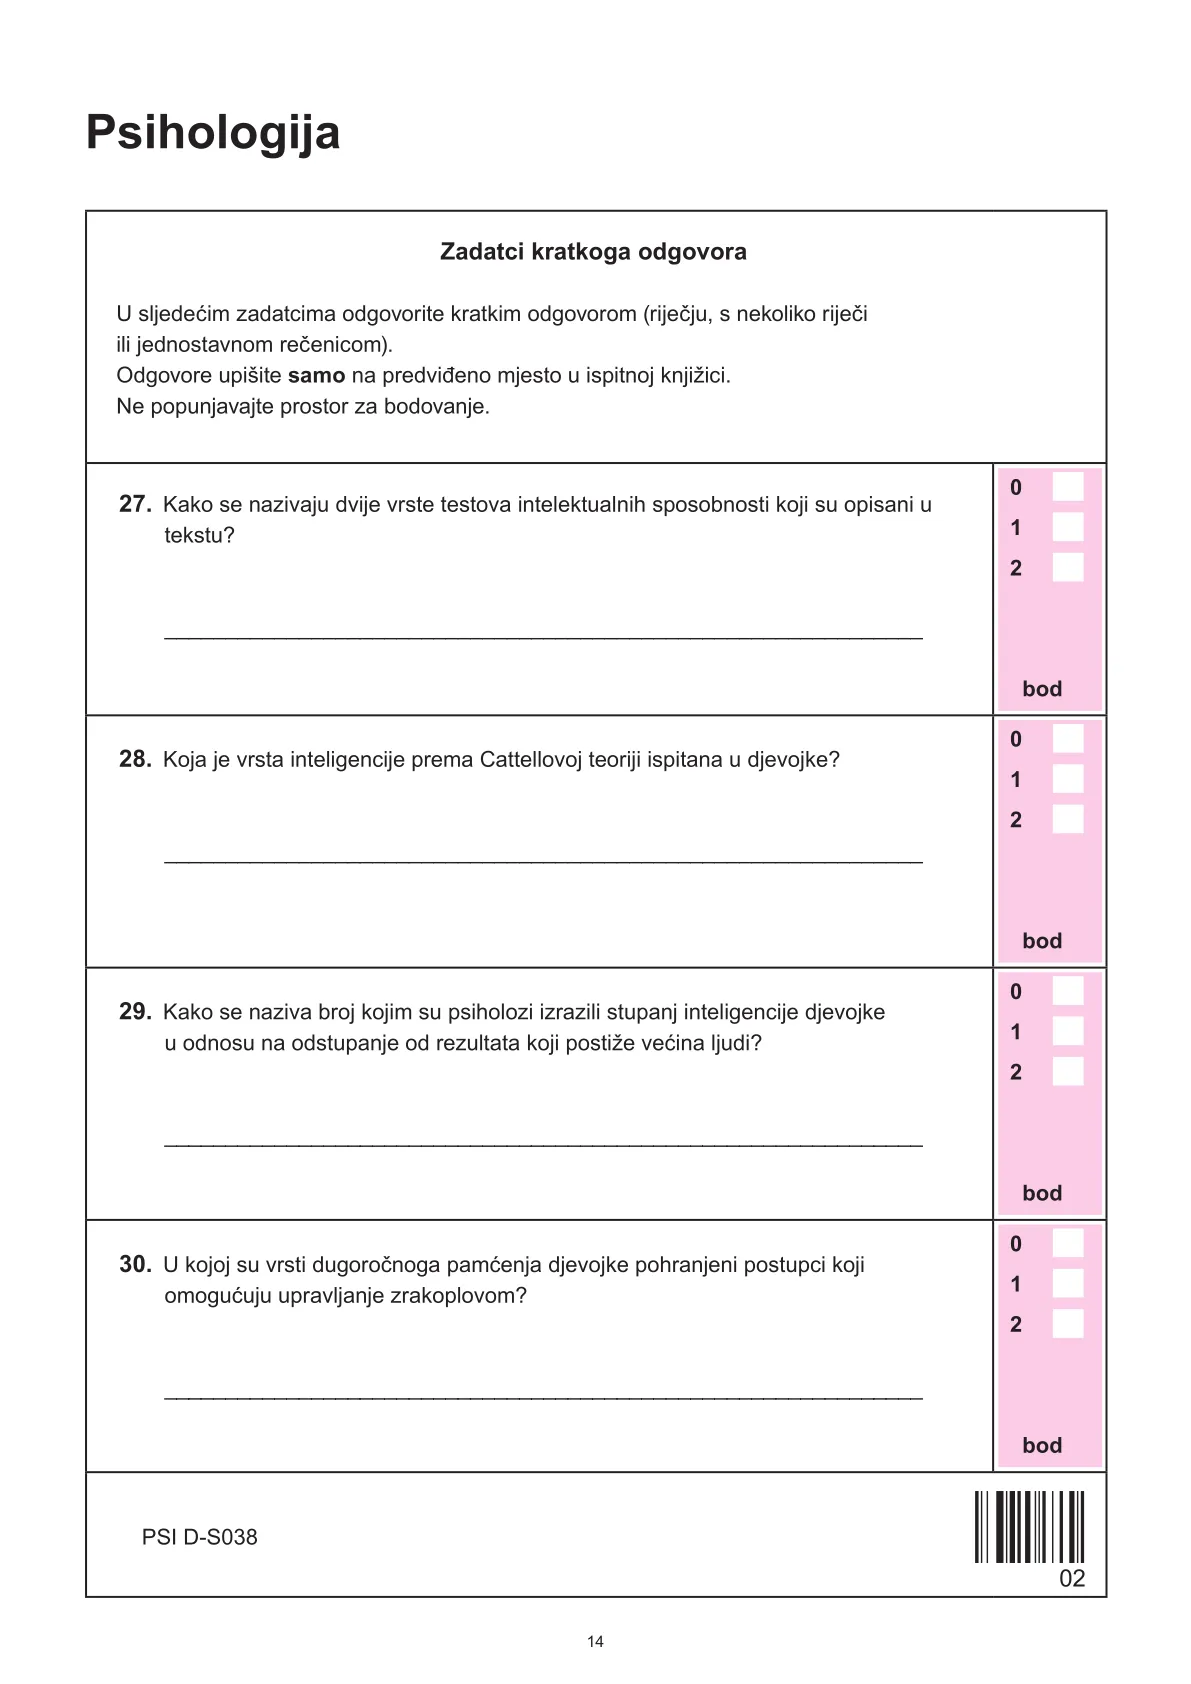 Psihologija
Zadatci kratkoga odgovora
U sljedećim zadatcima odgovorite kratkim odgovorom (riječju, s nekoliko riječi
ili jednostavnom rečenicom).
Odgovore upišite samo na predviđeno mjesto u ispitnoj knjižici.
Ne popunjavajte prostor za bodovanje.
27. Kako se nazivaju dvije vrste testova intelektualnih sposobnosti koji su opisani u
tekstu?
0
1
2
bod
28. Koja je vrsta inteligencije prema Cattellovoj teoriji ispitana u djevojke?
0
1
2
bod
29. Kako se naziva broj kojim su psiholozi izrazili stupanj inteligencije djevojke
u odnosu na odstupanje od rezultata koji postiže većina ljudi?
0
1
2
bod
30. U kojoj su vrsti dugoročnoga pamćenja djevojke pohranjeni postupci koji
omogućuju upravljanje zrakoplovom?
0
1
2
bod
PSI D-S038
02
14